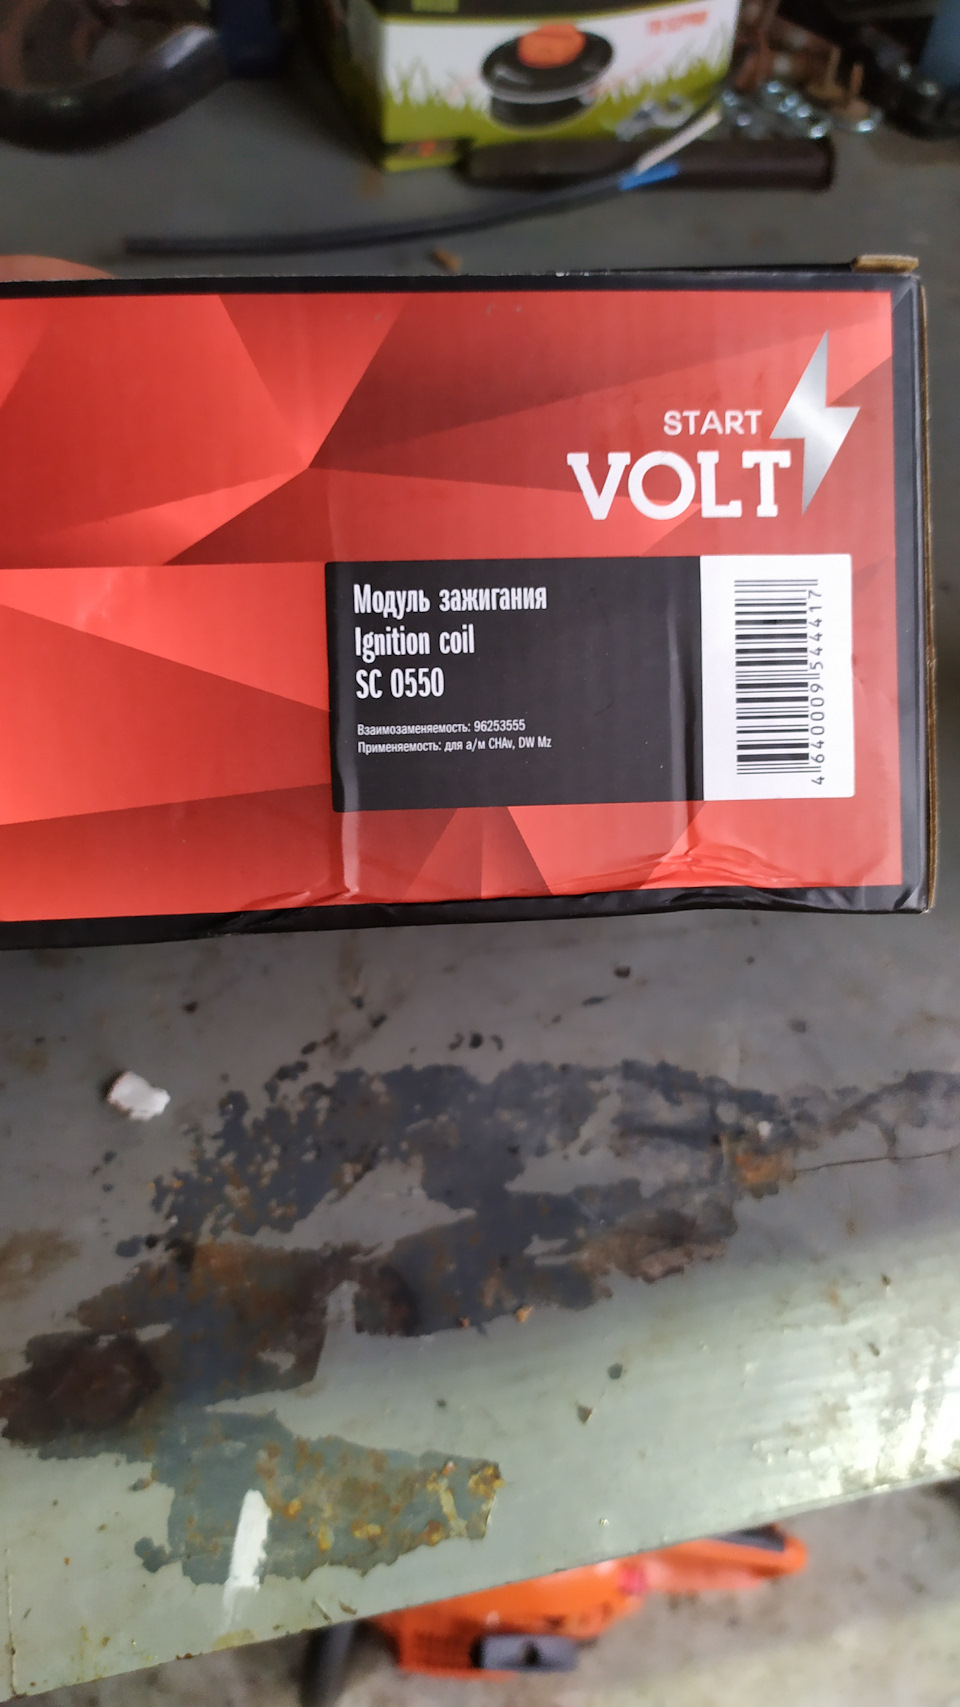 START
VOLT
Модуль зажигания
Ignition coil
SC 0550
Взаимозаменяемость: 96253555
Применяемость: для а/м CHAv, DW Mz
4640009544417